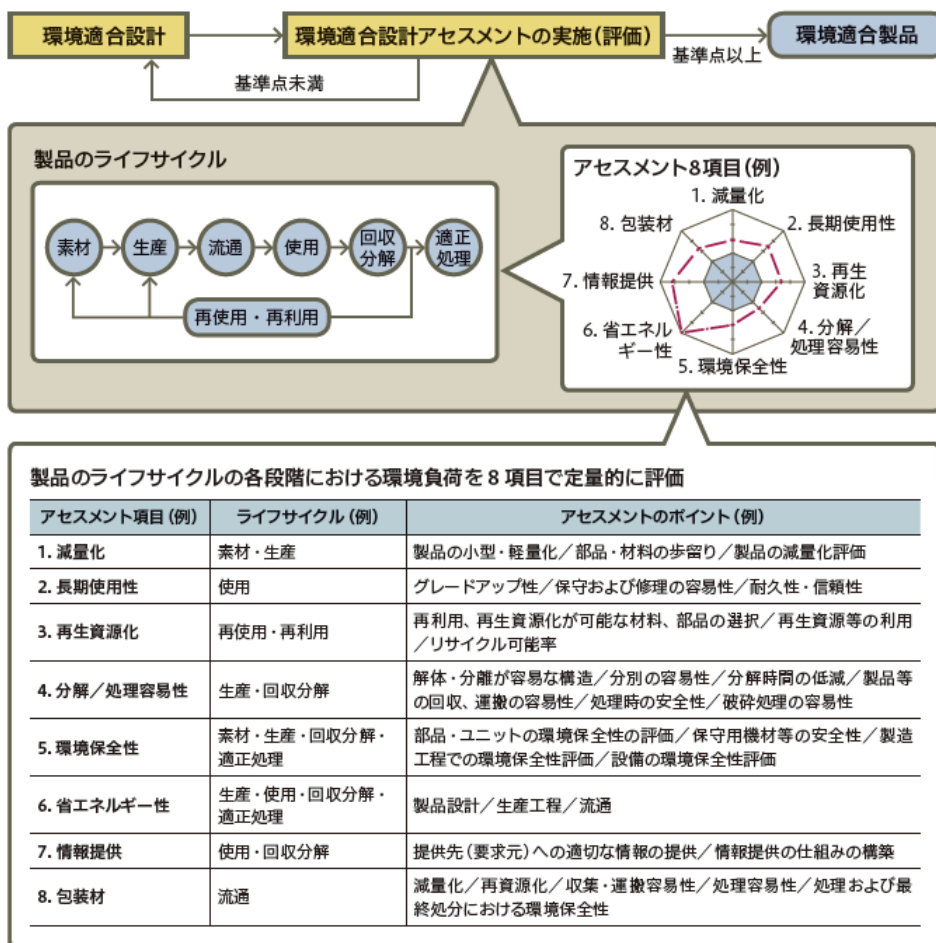 環境適合設計
環境適合設計アセスメントの実施(評価)
環境適合製品
基準点以上
基準点未満
製品のライフサイクル
素材
生産
流通
使用
回収
分解
適正
処理
再使用・再利用
アセスメント8項目(例)
1. 減量化
2. 長期使用性
3. 再生
資源化
4. 分解/
処理容易性
5. 環境保全性
6. 省エネル
ギー性
7. 情報提供
8. 包装材
製品のライフサイクルの各段階における環境負荷を8項目で定量的に評価
アセスメント項目(例) ライフサイクル(例) アセスメントのポイント(例)
1. 減量化 素材・生産 製品の小型・軽量化/部品・材料の歩留り/製品の減量化評価
2. 長期使用性 使用 グレードアップ性/保守および修理の容易性/耐久性・信頼性
3. 再生資源化 再使用・再利用 再利用、再生資源化が可能な材料、部品の選択/再生資源等の利用
/リサイクル可能率
4. 分解/処理容易性 生産・回収分解 解体・分離が容易な構造/分別の容易性/分解時間の低減/製品等
の回収、運搬の容易性/処理時の安全性/破砕処理の容易性
5. 環境保全性 素材・生産・回収分解・ 部品・ユニットの環境保全性の評価/保守用機材等の安全性/製造
適正処理 工程での環境保全性評価/設備の環境保全性評価
6. 省エネルギー性 生産・使用・回収分解・ 製品設計/生産工程/流通
適正処理
7. 情報提供 使用・回収分解 提供先(要求元)への適切な情報の提供/情報提供の仕組みの構築
8. 包装材 流通 減量化/再資源化/収集・運搬容易性/処理容易性/処理および最
終処分における環境保全性